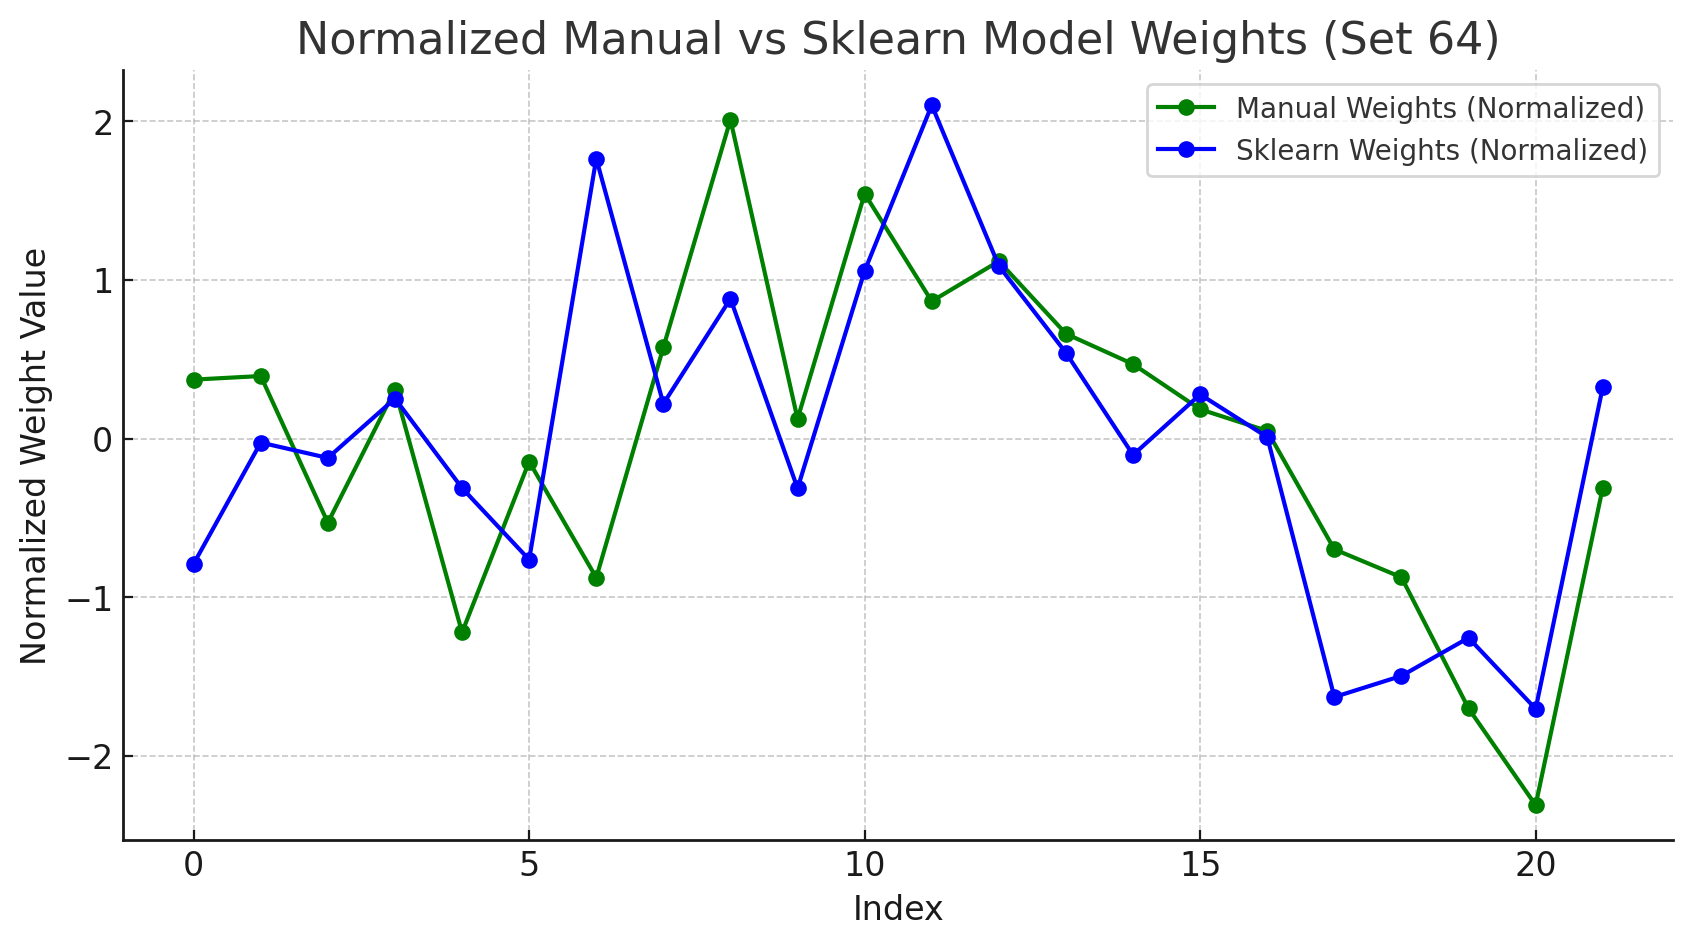 Normalized Manual vs Sklearn Model Weights (Set 64)
Manual Weights (Normalized)
Sklearn Weights (Normalized)
Normalized Weight Value
2
1
0
−1
−2
0 5 10 15 20
Index